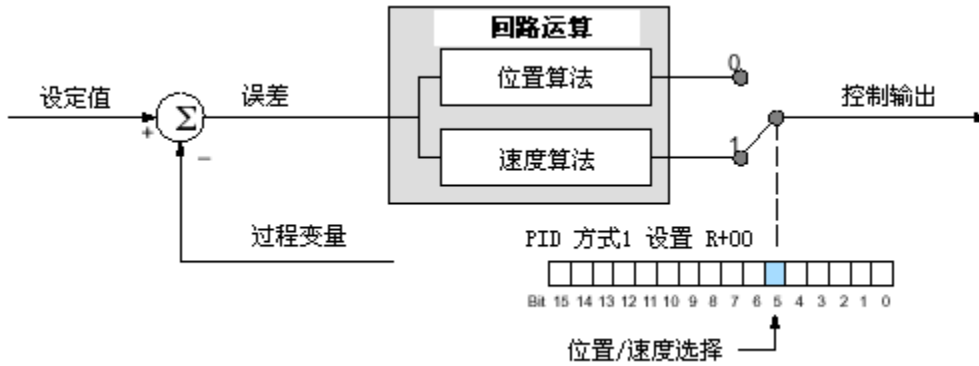 回路运算
位置算法
0
设定值
误差
控制输出
Σ
+
−
1
速度算法
过程变量
PID 方式1 设置 R+00
Bit 15 14 13 12 11 10 9 8 7 6 5 4 3 2 1 0
位置/速度选择